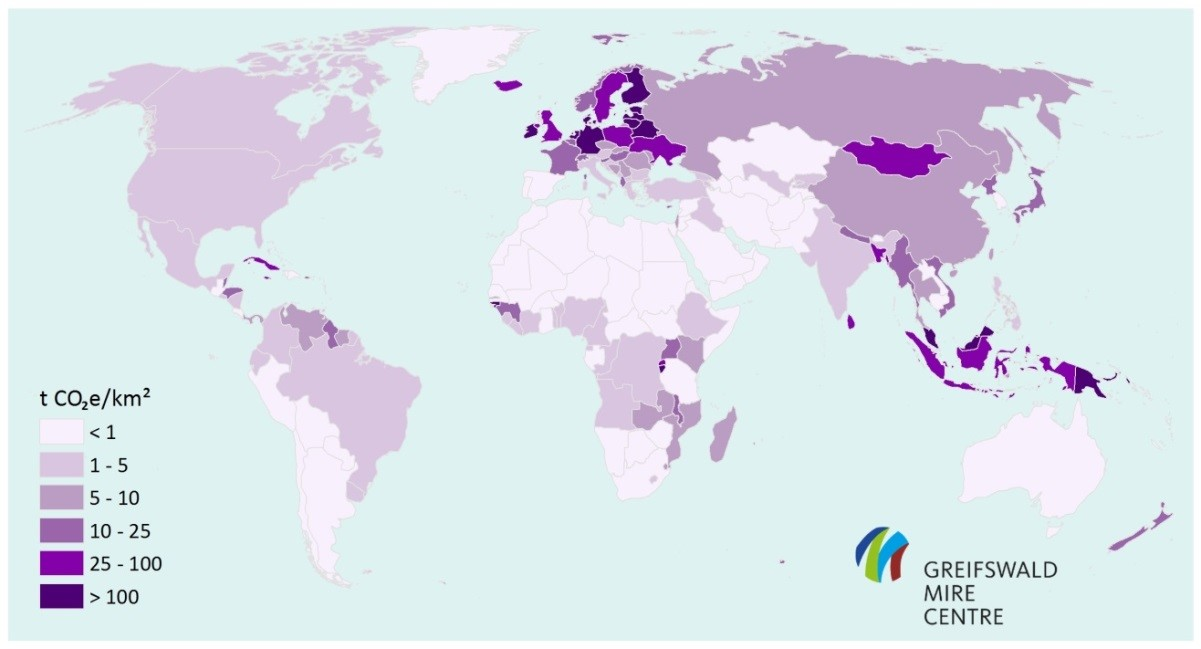 t CO₂e/km²
< 1
1 - 5
5 - 10
10 - 25
25 - 100
> 100
GREIFSWALD
MIRE
CENTRE